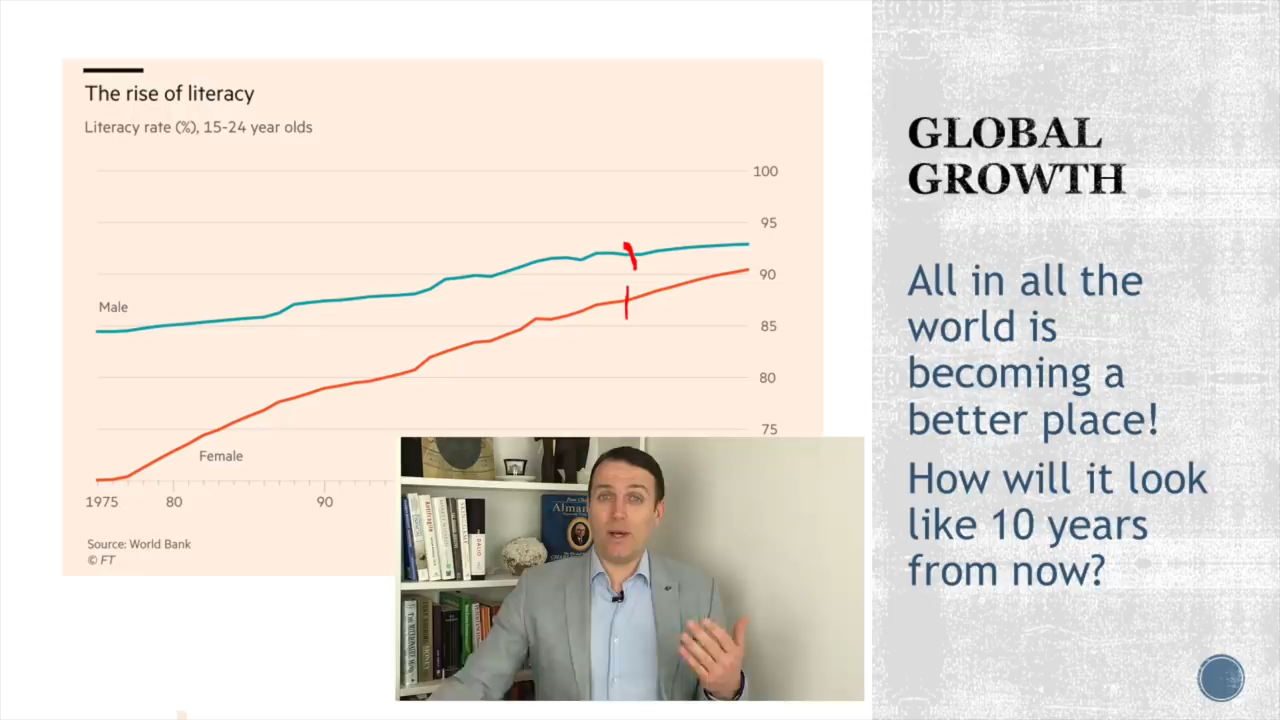 The rise of literacy
Literacy rate (%), 15-24 year olds
100
95
90
85
80
75
Male
Female
1975 80 90
Source: World Bank
© FT
GLOBAL
GROWTH
All in all the
world is
becoming a
better place!
How will it look
like 10 years
from now?
Alman